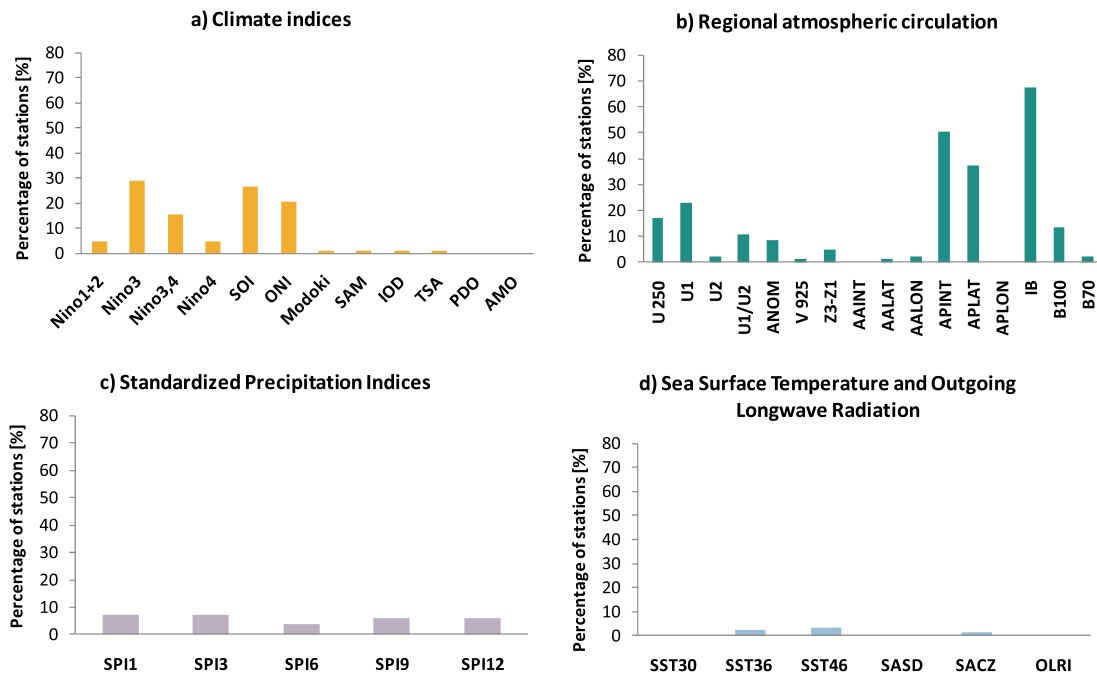 a) Climate indices
Percentage of stations [%]
80
70
60
50
40
30
20
10
0
Nino1+2
Nino3
Nino3,4
Nino4
SOI
ONI
Modoki
SAM
IOD
TSA
PDO
AMO
b) Regional atmospheric circulation
Percentage of stations [%]
80
70
60
50
40
30
20
10
0
U 250
U1
U2
U1/U2
ANOM
V 925
Z3-Z1
AAINT
AALAT
AALON
APINT
APLAT
APLON
IB
B100
B70
c) Standardized Precipitation Indices
Percentage of stations [%]
80
70
60
50
40
30
20
10
0
SPI1
SPI3
SPI6
SPI9
SPI12
d) Sea Surface Temperature and Outgoing
Longwave Radiation
Percentage of stations [%]
80
70
60
50
40
30
20
10
0
SST30
SST36
SST46
SASD
SACZ
OLRI